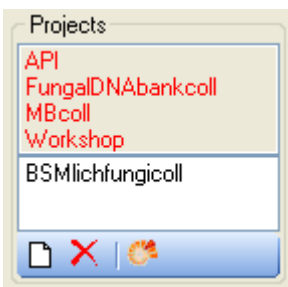 Projects
API
FungalDNAbankcoll
MBcoll
Workshop
BSMlichfungicoll